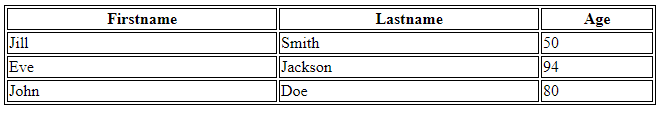 Firstname Lastname Age
Jill Smith 50
Eve Jackson 94
John Doe 80